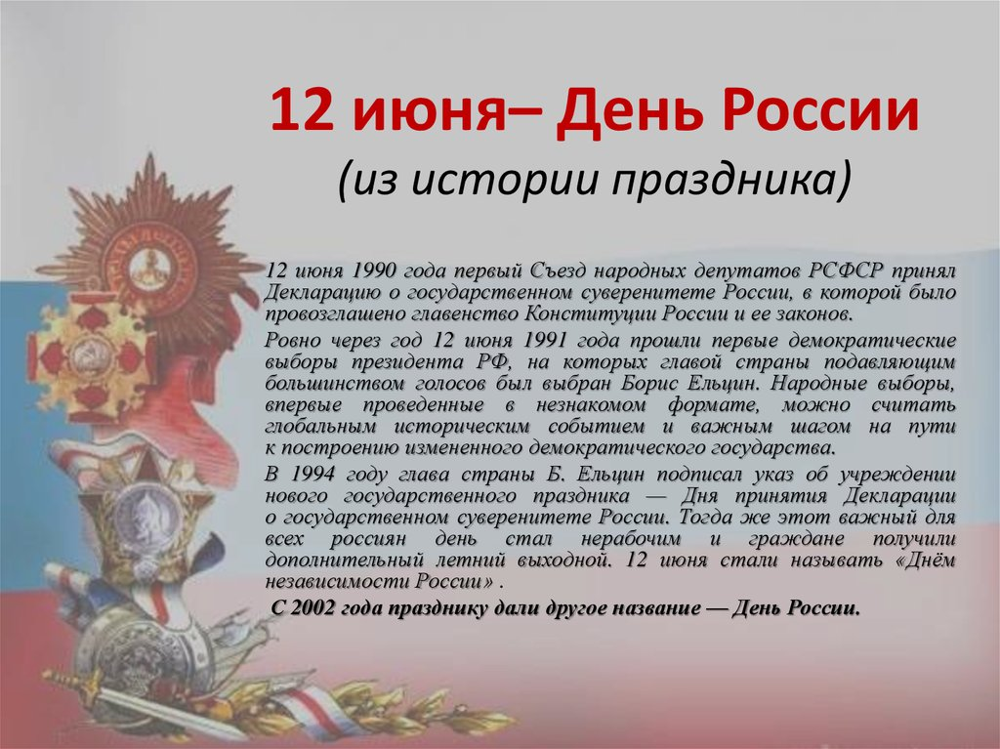 12 июня– День России
(из истории праздника)
12 июня 1990 года первый Съезд народных депутатов РСФСР принял
Декларацию о государственном суверенитете России, в которой было
провозглашено главенство Конституции России и ее законов.
Ровно через год 12 июня 1991 года прошли первые демократические
выборы президента РФ, на которых главой страны подавляющим
большинством голосов был выбран Борис Ельцин. Народные выборы,
впервые проведенные в незнакомом формате, можно считать
глобальным историческим событием и важным шагом на пути
к построению измененного демократического государства.
В 1994 году глава страны Б. Ельцин подписал указ об учреждении
нового государственного праздника — Дня принятия Декларации
о государственном суверенитете России. Тогда же этот важный для
всех россиян день стал нерабочим и граждане получили
дополнительный летний выходной. 12 июня стали называть «Днём
независимости России» .
С 2002 года празднику дали другое название — День России.